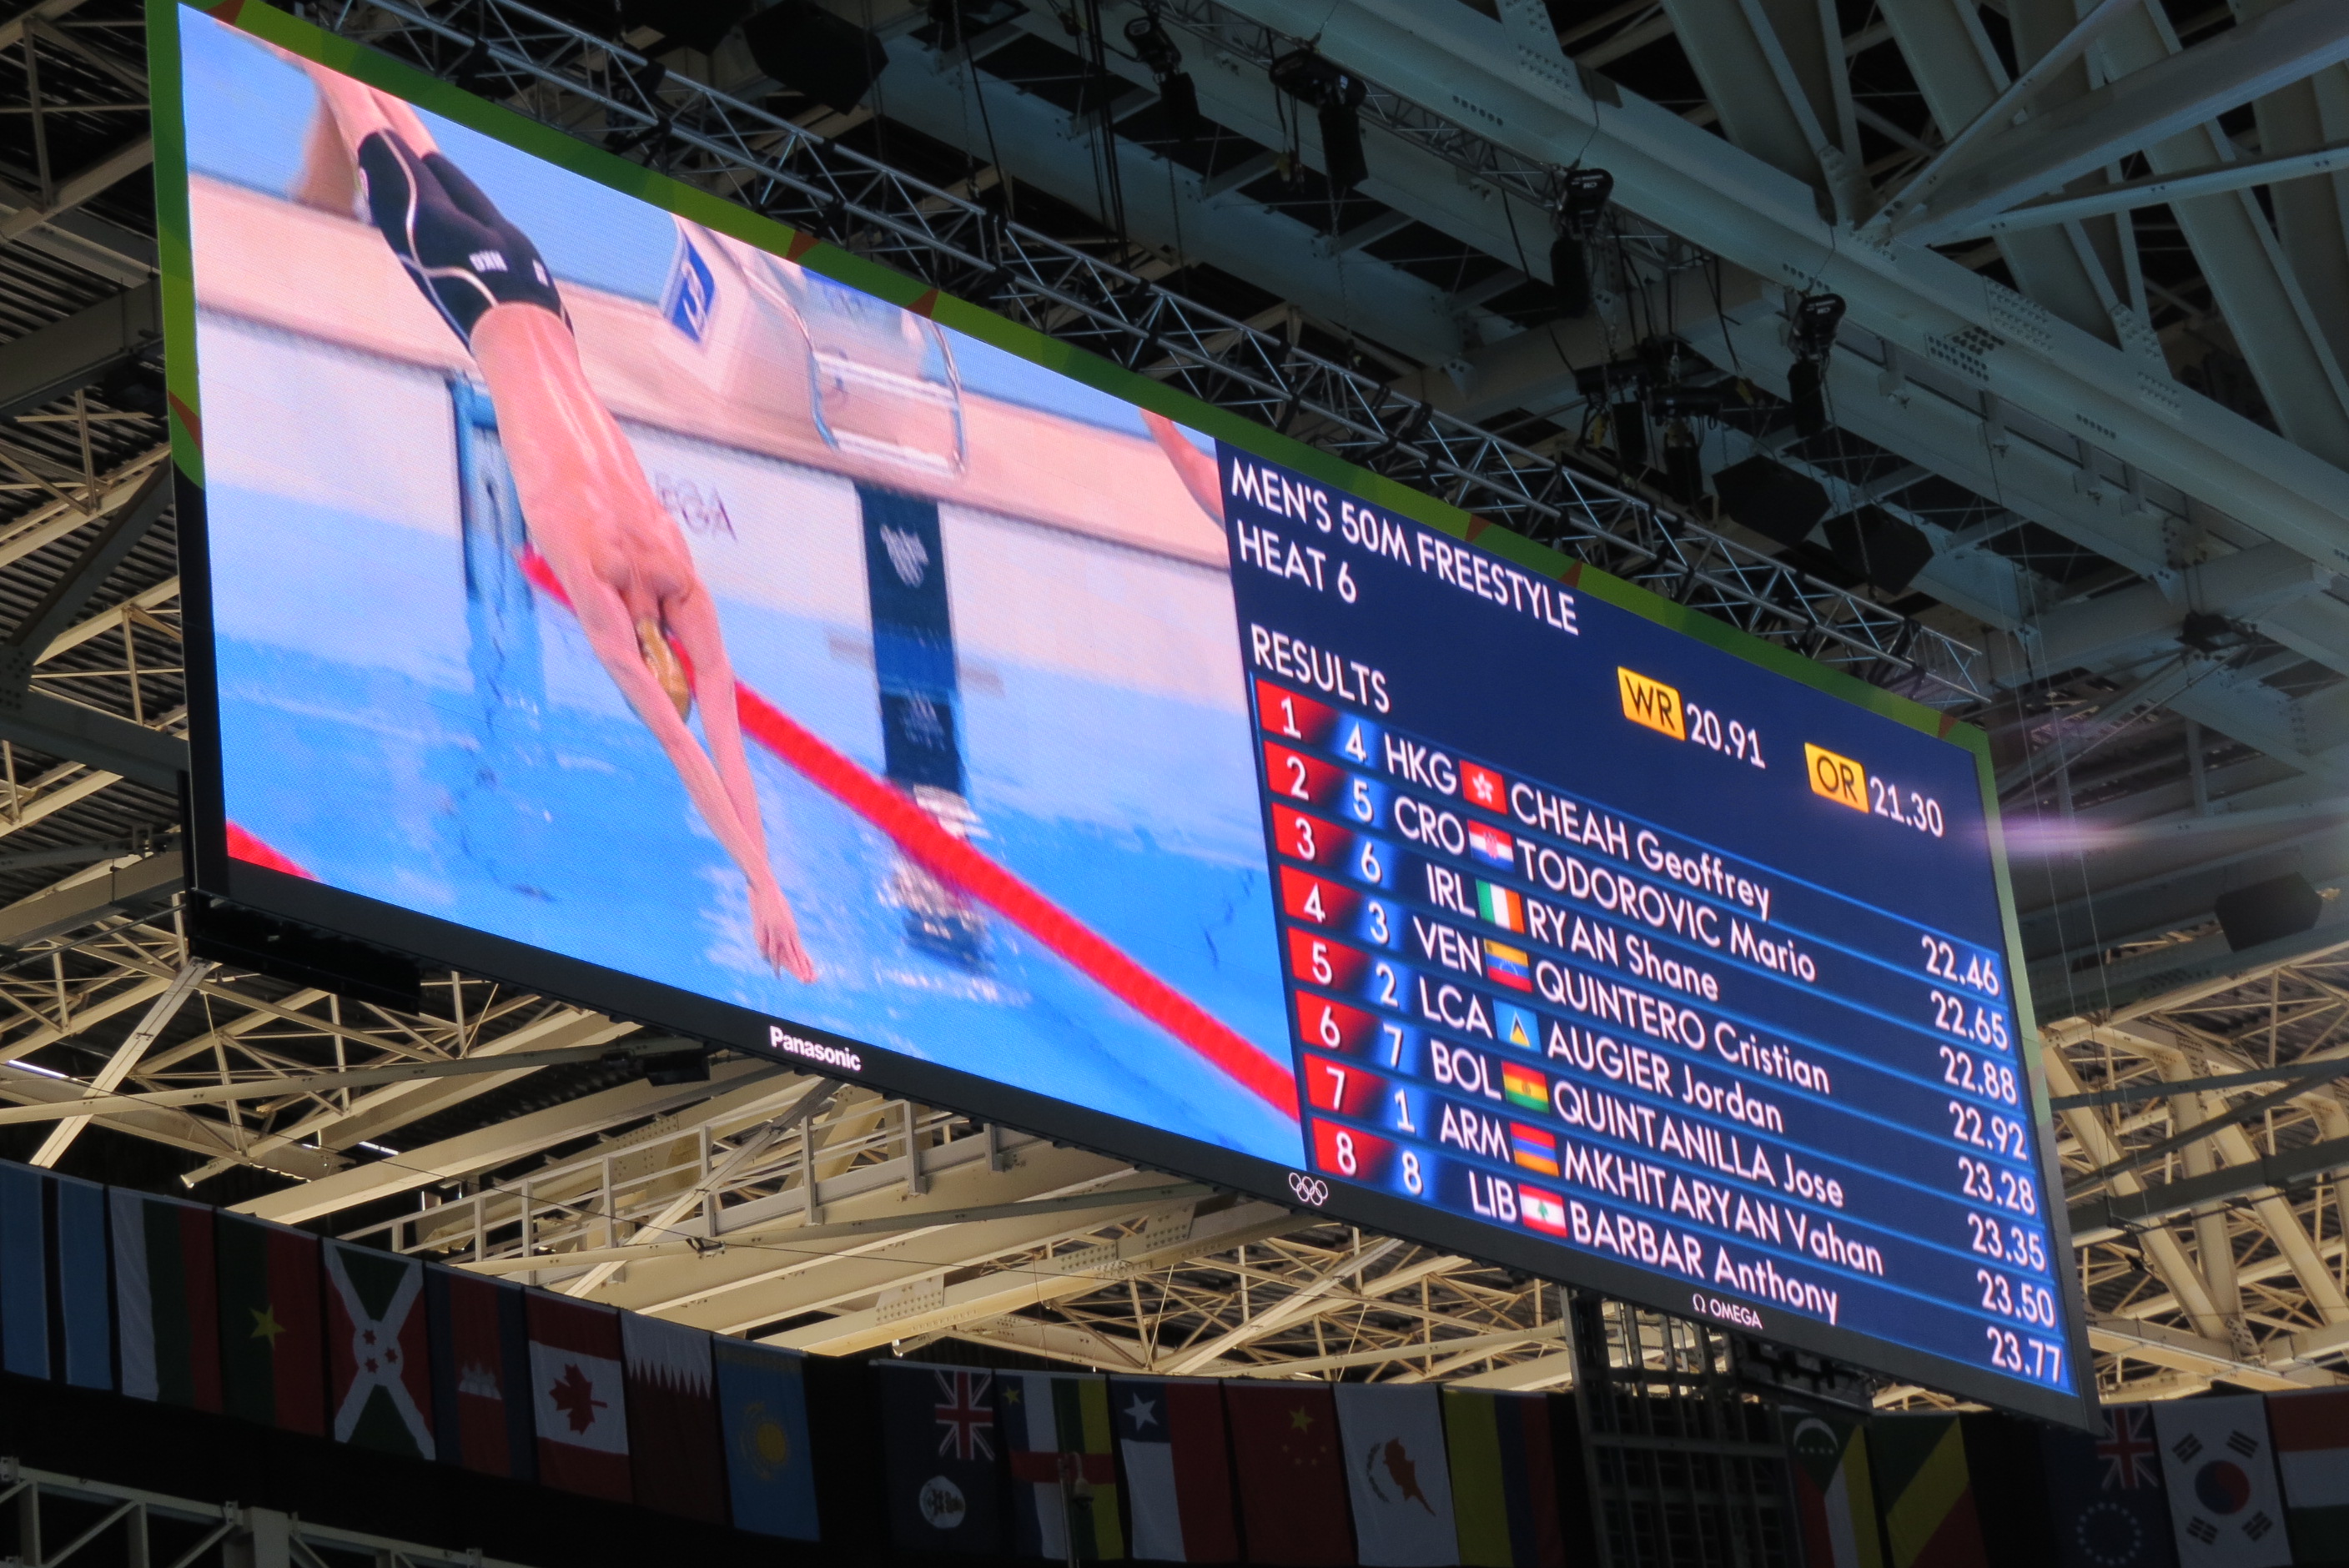 HKG
EGA
MEN'S 50M FREESTYLE
HEAT 6
RESULTS
WR 20.91 OR 21.30
1 4 HKG CHEAH Geoffrey 22.46
2 5 CRO TODOROVIC Mario 22.65
3 6 IRL RYAN Shane 22.88
4 3 VEN QUINTERO Cristian 22.92
5 2 LCA AUGIER Jordan 23.28
6 7 BOL QUINTANILLA Jose 23.35
7 1 ARM MKHITARYAN Vahan 23.50
8 8 LIB BARBAR Anthony 23.77
Panasonic
Ω OMEGA